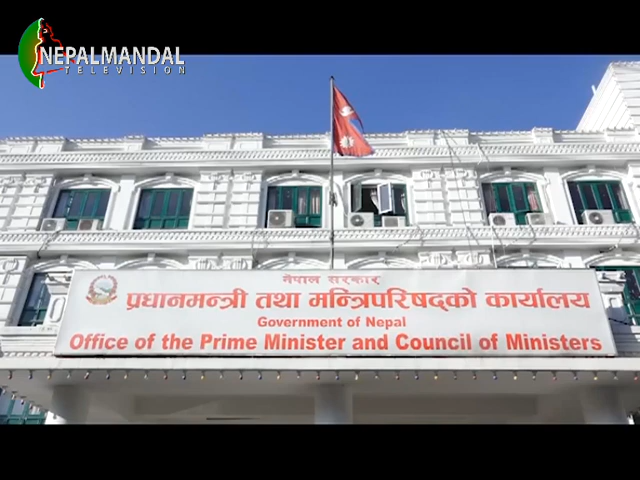 NEPALMANDAL
TELEVISION
नेपाल सरकार
प्रधानमन्त्री तथा मन्त्रिपरिषद्को कार्यालय
Government of Nepal
Office of the Prime Minister and Council of Ministers